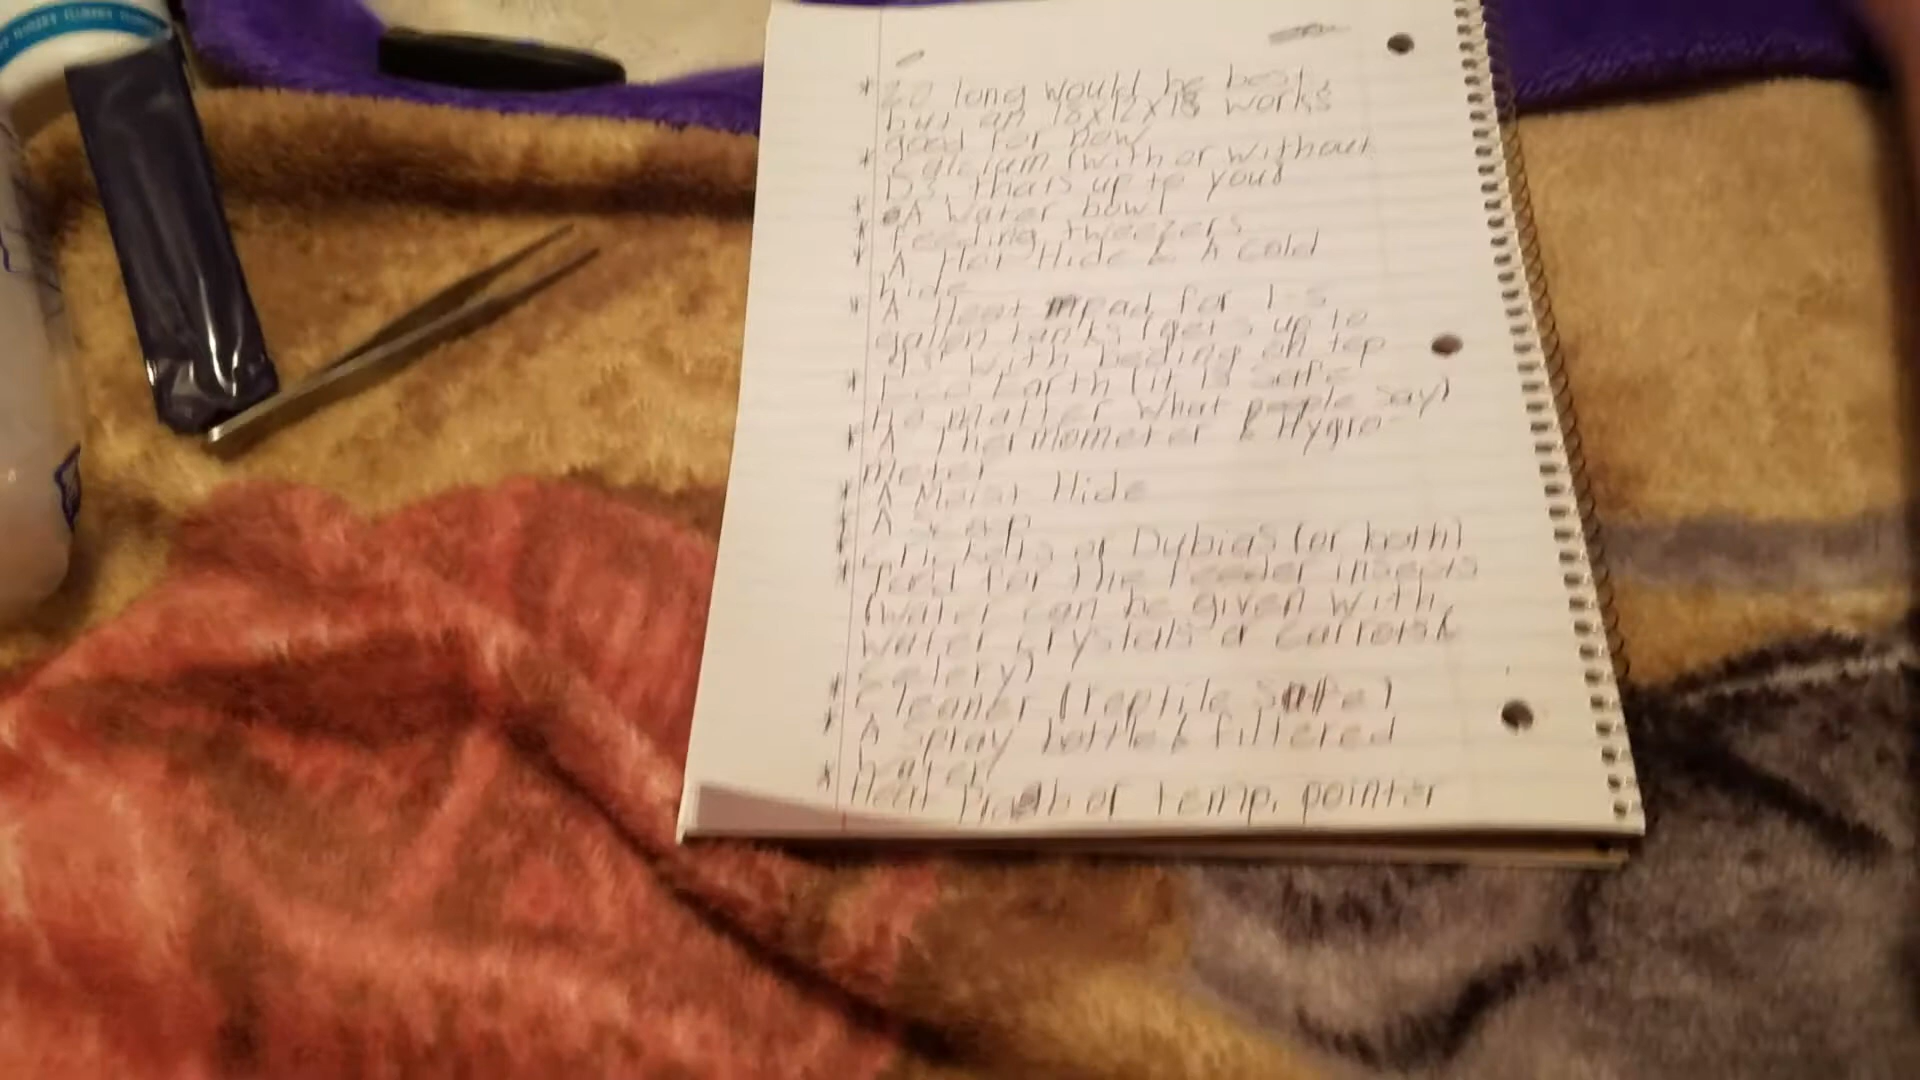 * 20 long would be best,
but an 18x12x18 works
good for now
* Calcium (with or without
D3, thats up to you)
* A Water bowl
* Feeding tweezers
* A Hot Hide & A cold
hide
* A Heat pad for 1-5
gallon tanks (gets up to
with beding on top
* Eco Earth (it is safe
no matter what people say)
* A Thermometer & Hygro-
meter
* A Moist Hide
* A
* Crickets or Dubias (or both)
* Food for the Feeder insects
(water can be given with
water crystals or carrots &
celery)
* Cleaner (reptile safe)
* A spray bottle & filtered
water
* Heat or temp. pointer